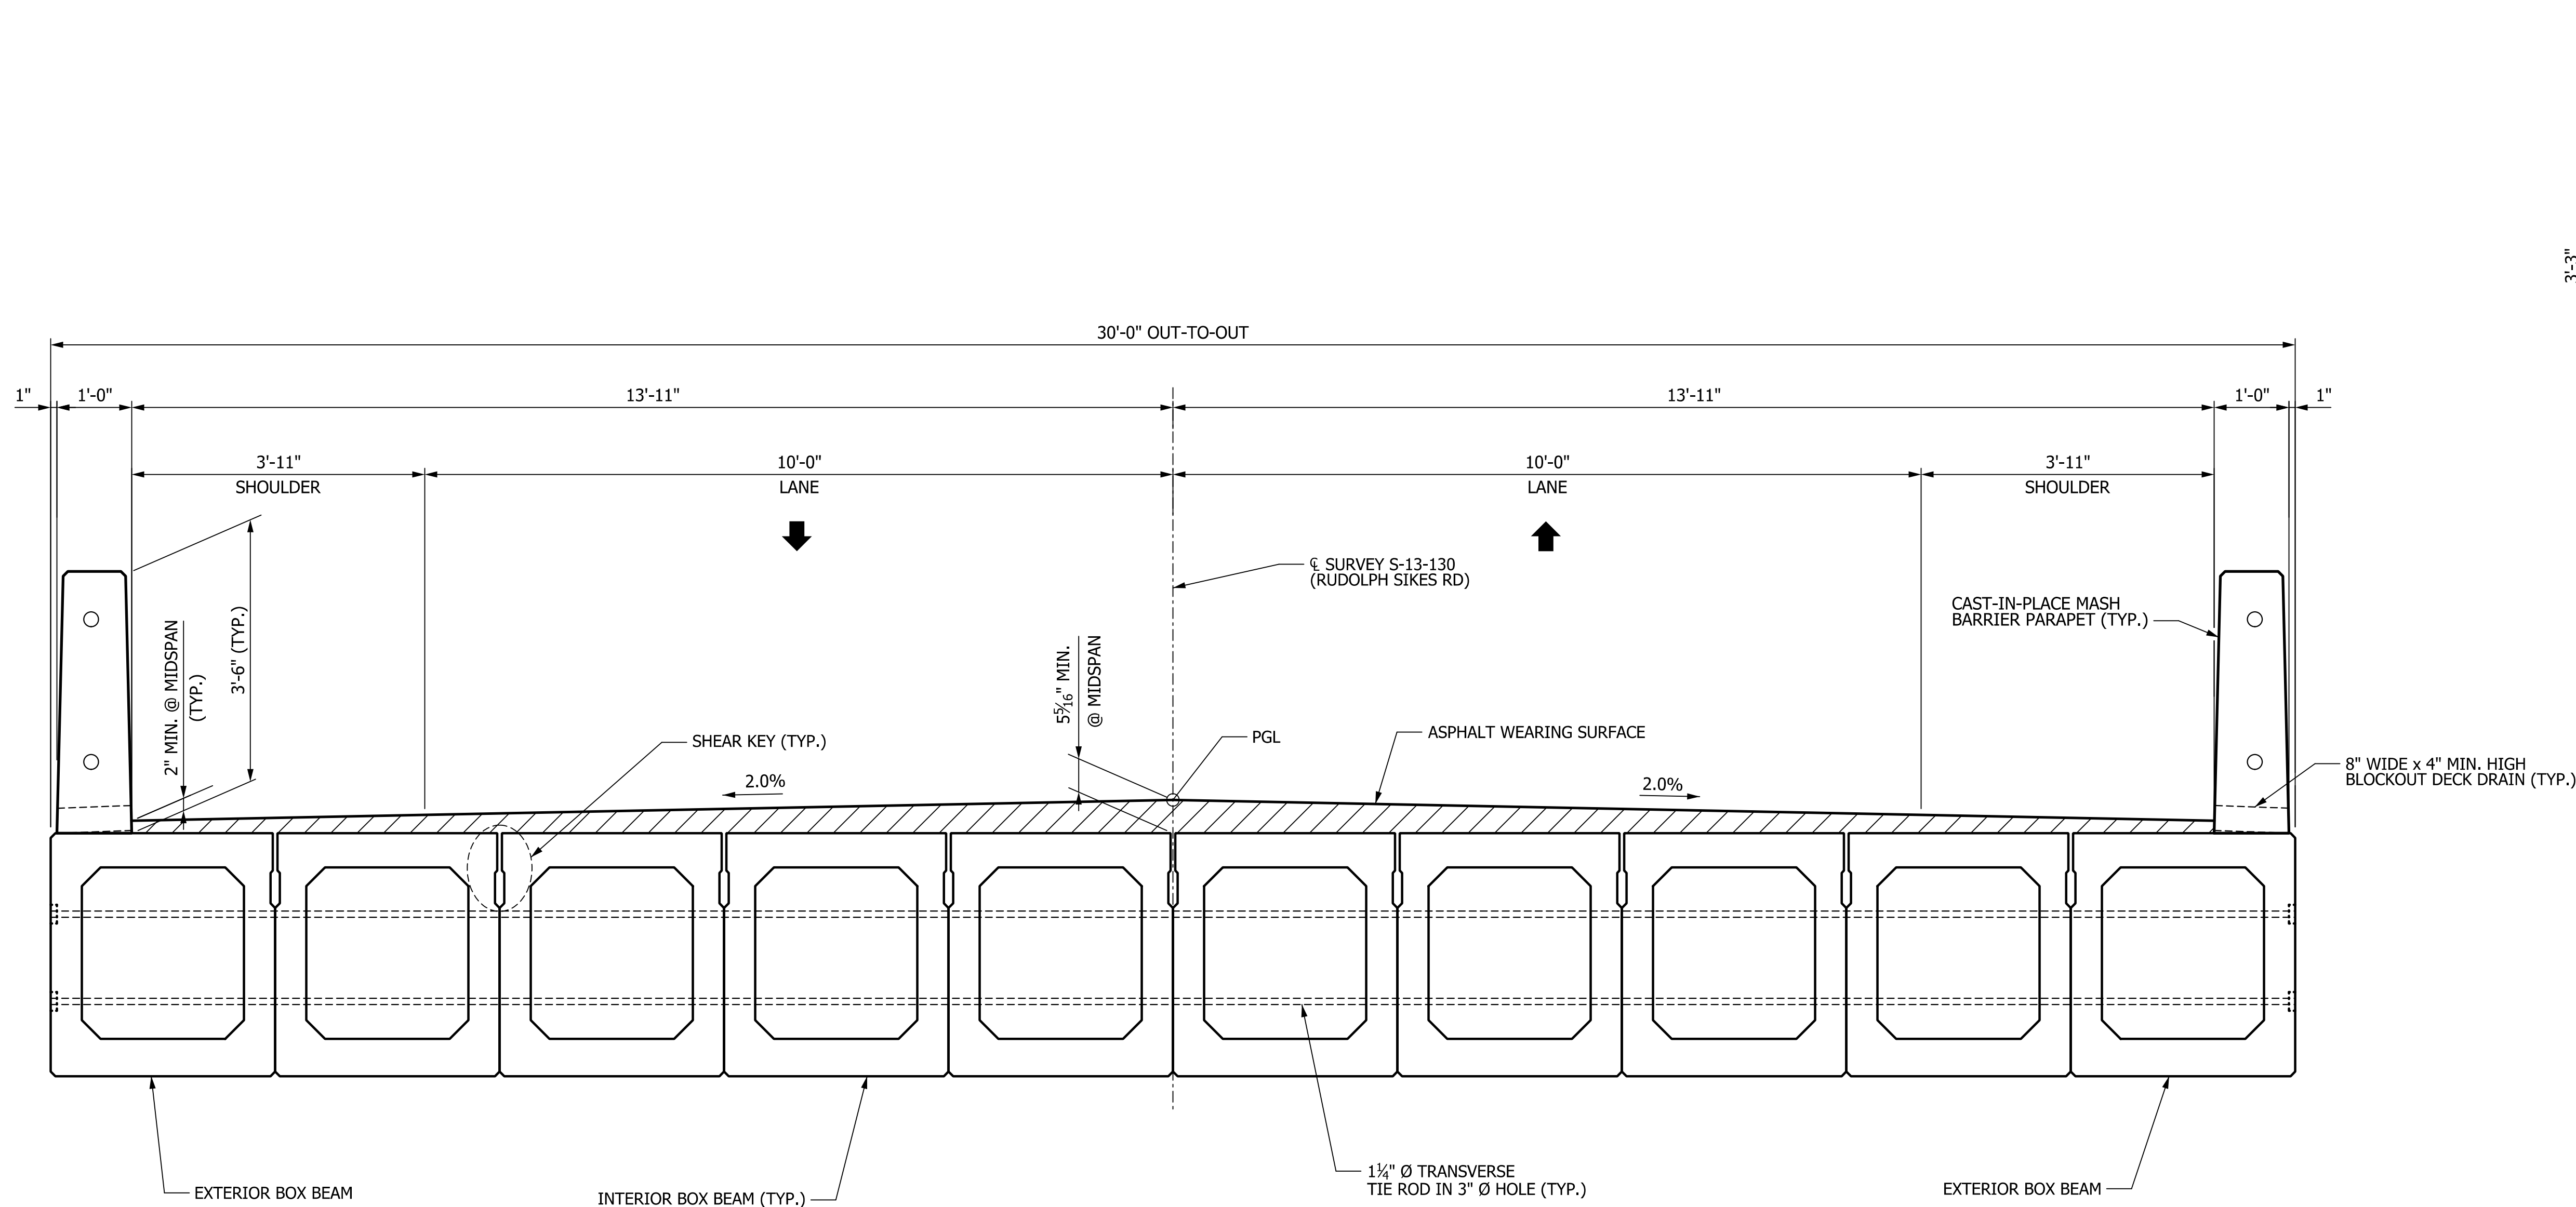 3'-3"
30'-0" OUT-TO-OUT
1"
1'-0"
13'-11"
13'-11"
1'-0"
1"
3'-11"
SHOULDER
10'-0"
LANE
10'-0"
LANE
3'-11"
SHOULDER
℄ SURVEY S-13-130
(RUDOLPH SIKES RD)
CAST-IN-PLACE MASH
BARRIER PARAPET (TYP.)
2" MIN. @ MIDSPAN
(TYP.)
3'-6" (TYP.)
5 5/16" MIN.
@ MIDSPAN
SHEAR KEY (TYP.)
PGL
ASPHALT WEARING SURFACE
2.0%
2.0%
8" WIDE x 4" MIN. HIGH
BLOCKOUT DECK DRAIN (TYP.)
EXTERIOR BOX BEAM
INTERIOR BOX BEAM (TYP.)
1¼" Ø TRANSVERSE
TIE ROD IN 3" Ø HOLE (TYP.)
EXTERIOR BOX BEAM